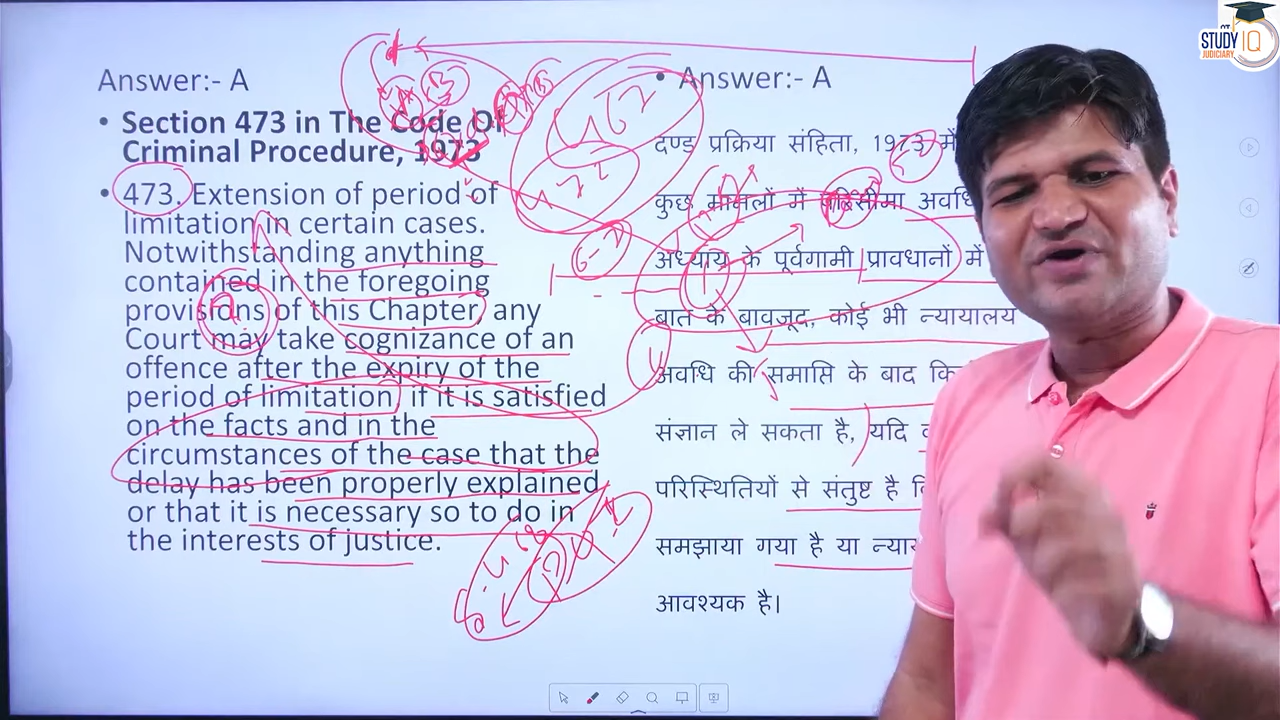 STUDY IQ
JUDICIARY
Answer:- A
• Section 473 in The Code Of
Criminal Procedure, 1973
• 473. Extension of period of
limitation in certain cases.
Notwithstanding anything
contained in the foregoing
provisions of this Chapter, any
Court may take cognizance of an
offence after the expiry of the
period of limitation, if it is satisfied
on the facts and in the
circumstances of the case that the
delay has been properly explained
or that it is necessary so to do in
the interests of justice.
• Answer:- A
दण्ड प्रक्रिया संहिता, 1973 में
कुछ मामलों में परिसीमा अवधि
अध्याय के पूर्वगामी प्रावधानों में
बात के बावजूद, कोई भी न्यायालय
अवधि की समाप्ति के बाद
संज्ञान ले सकता है, यदि
परिस्थितियों से संतुष्ट है
समझाया गया है या
आवश्यक है।